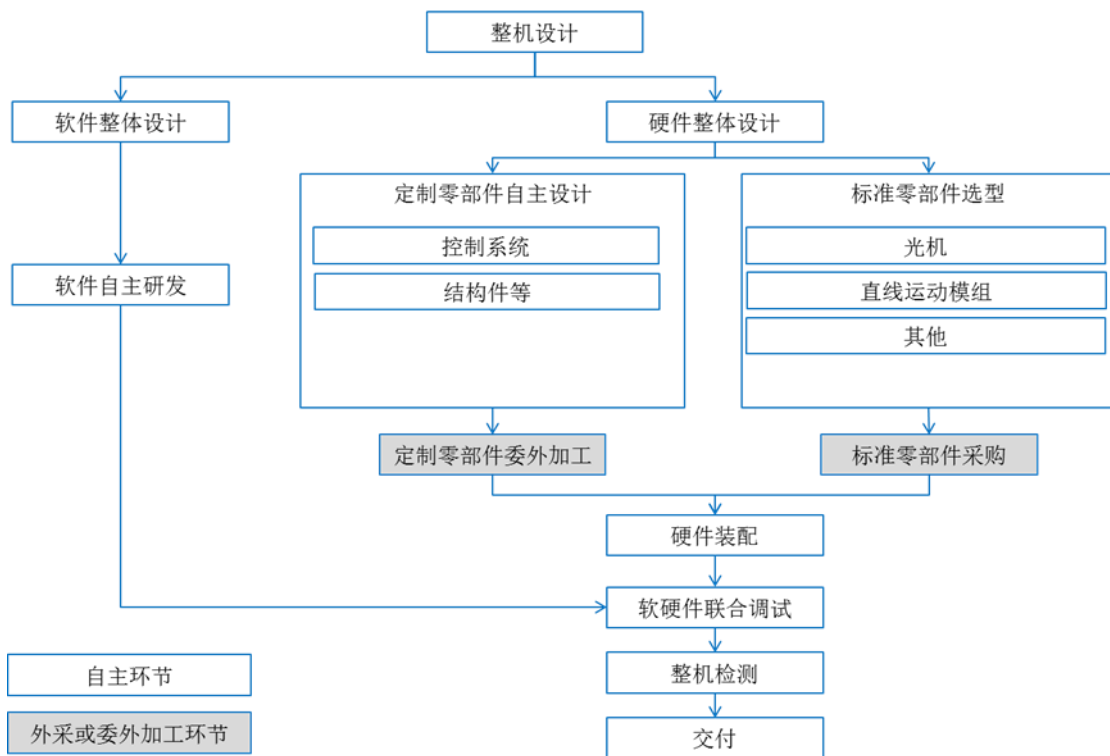 整机设计
软件整体设计
硬件整体设计
定制零部件自主设计
标准零部件选型
控制系统
光机
软件自主研发
结构件等
直线运动模组
其他
定制零部件委外加工
标准零部件采购
硬件装配
软硬件联合调试
自主环节
整机检测
外采或委外加工环节
交付